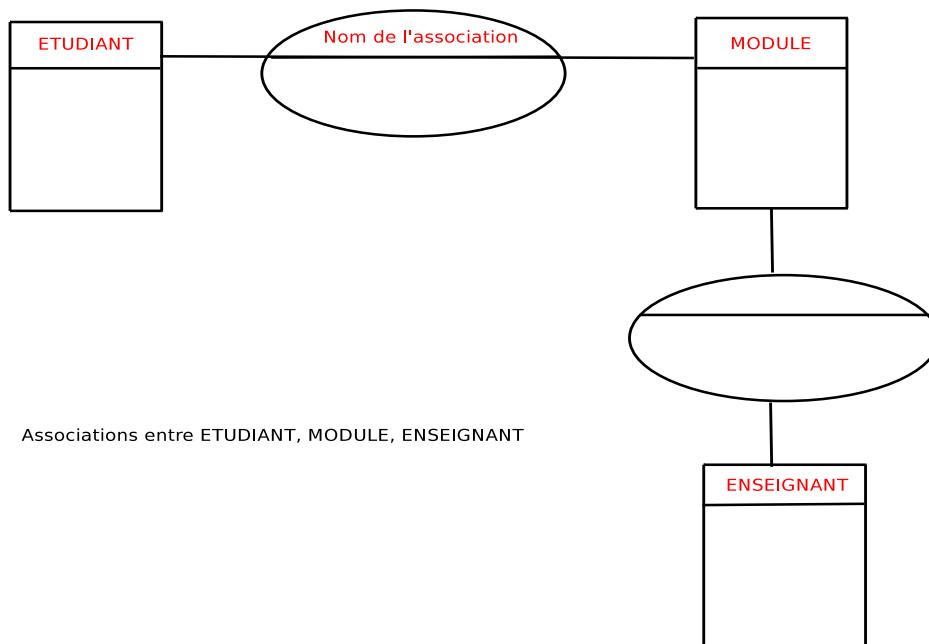 ETUDIANT
Nom de l'association
MODULE
Associations entre ETUDIANT, MODULE, ENSEIGNANT
ENSEIGNANT